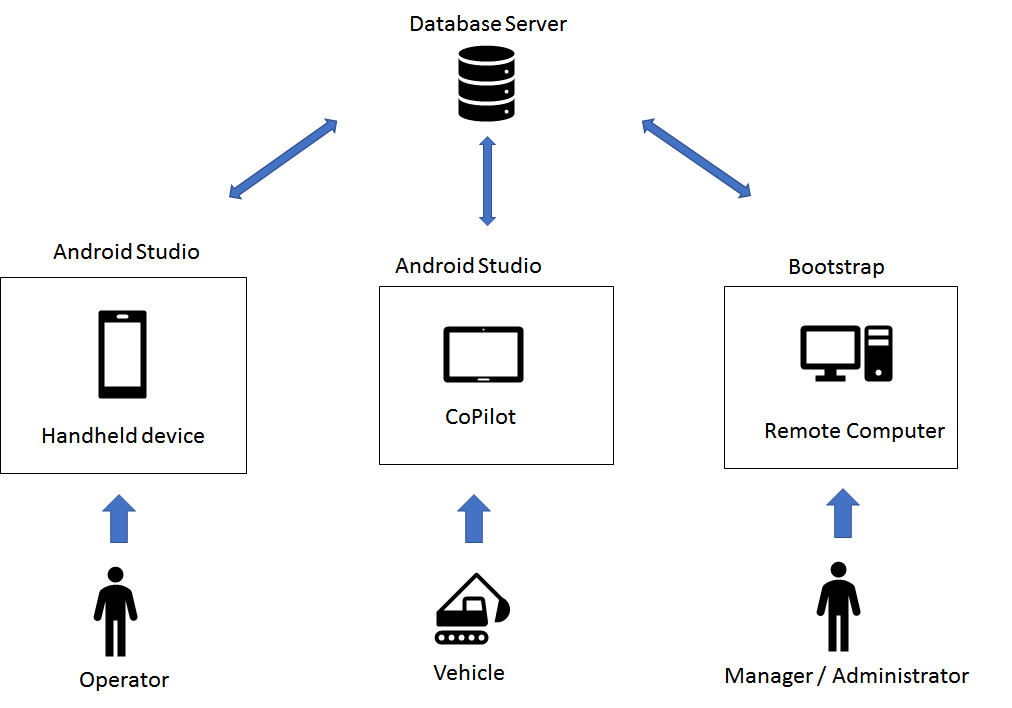 Database Server
Android Studio
Android Studio
Bootstrap
Handheld device
CoPilot
Remote Computer
Operator
Vehicle
Manager / Administrator